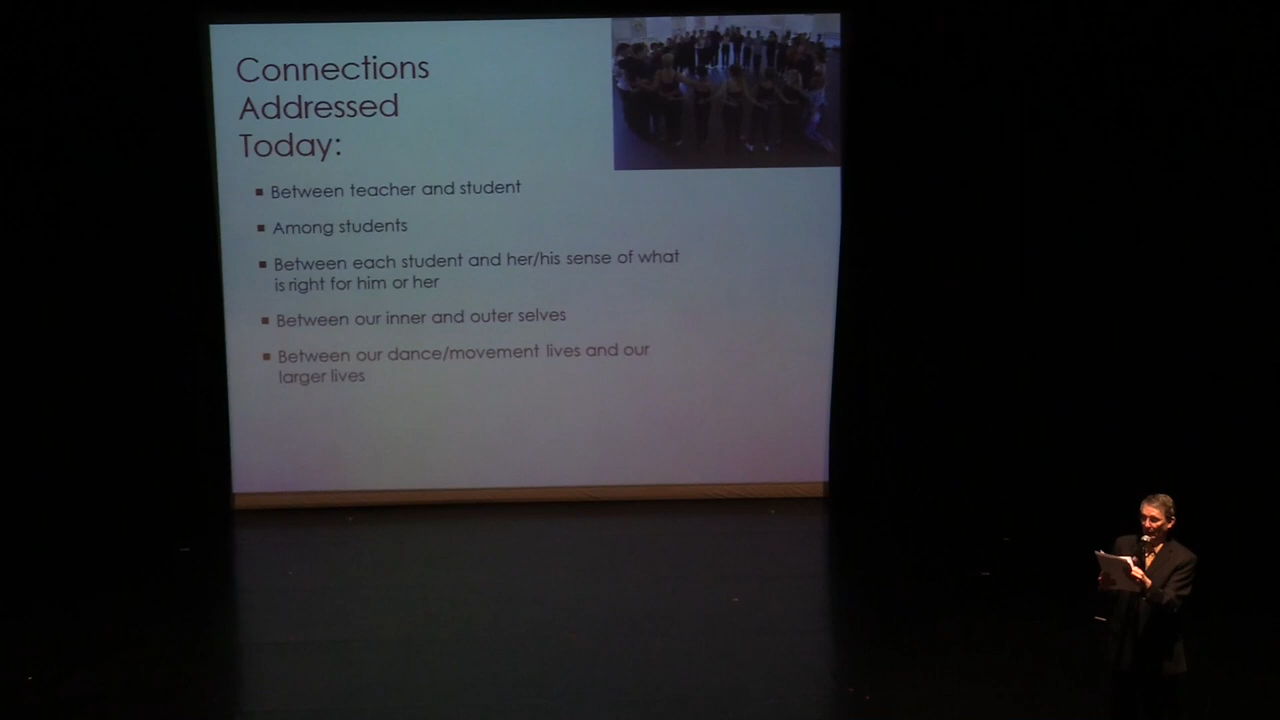 Connections
Addressed
Today:
▪ Between teacher and student
▪ Among students
▪ Between each student and her/his sense of what
is right for him or her
▪ Between our inner and outer selves
▪ Between our dance/movement lives and our
larger lives